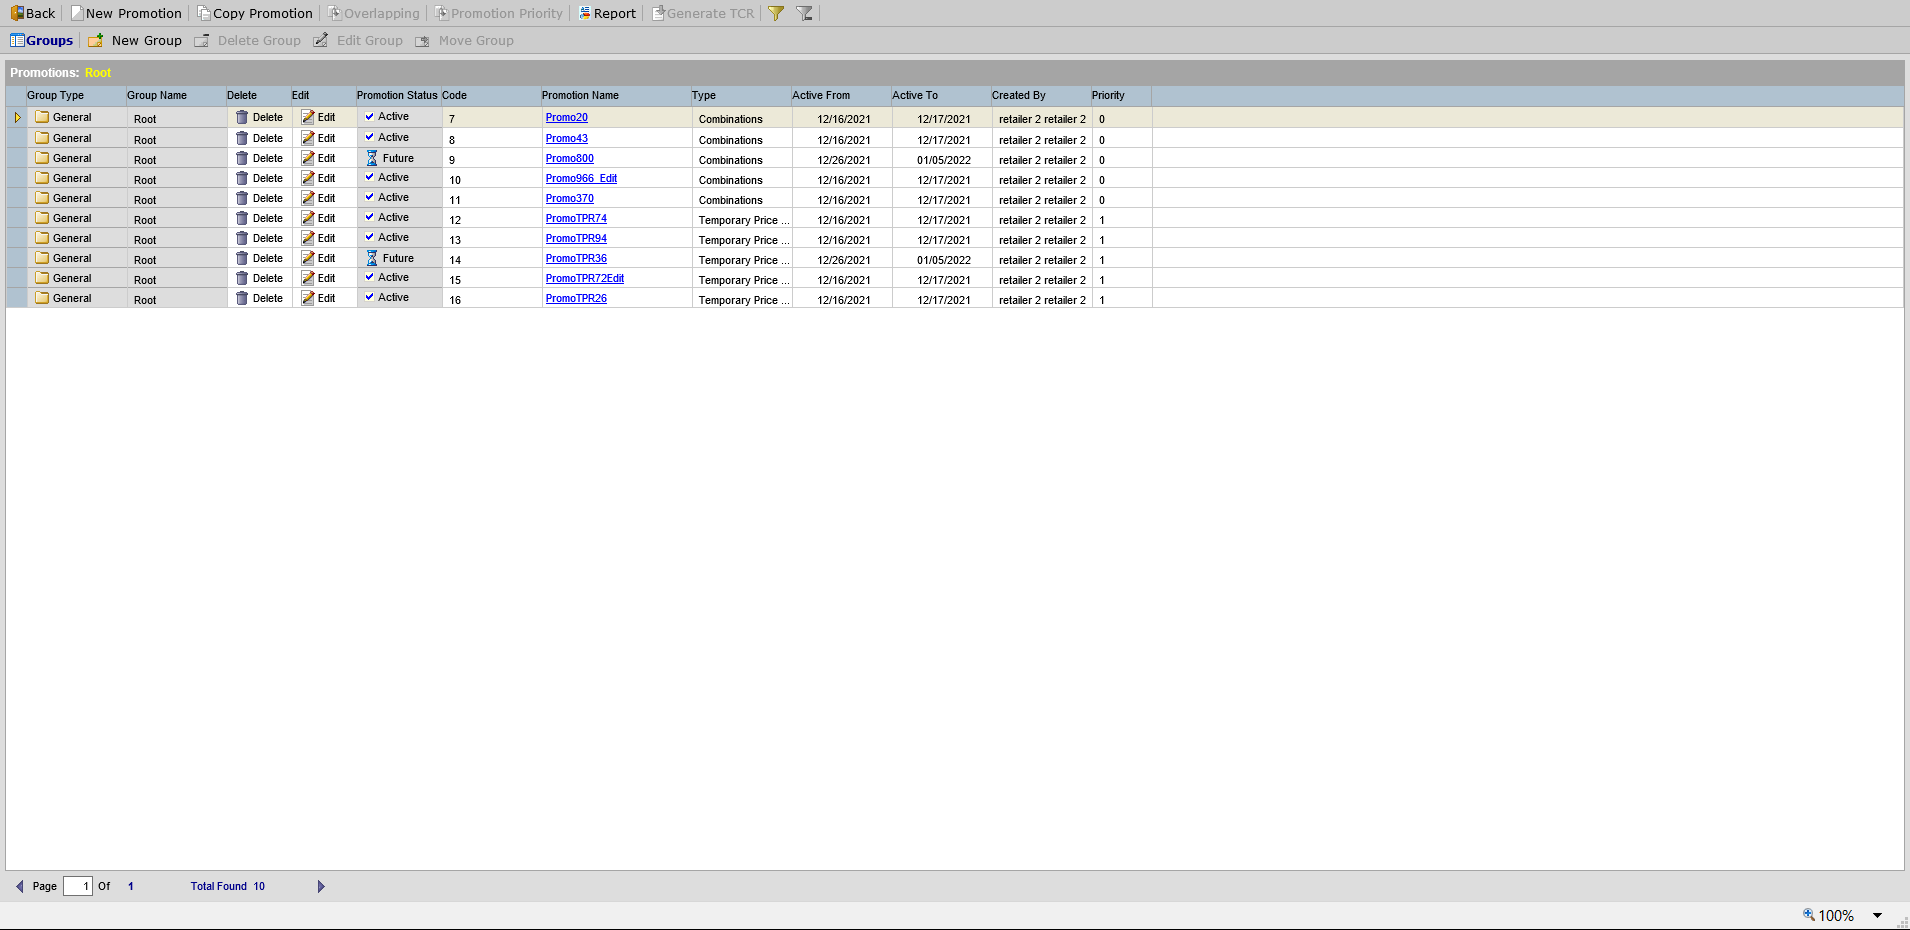 Back New Promotion Copy Promotion Overlapping Promotion Priority Report Generate TCR
Groups New Group Delete Group Edit Group Move Group
Promotions: Root
Group Type Group Name Delete Edit Promotion Status Code Promotion Name Type Active From Active To Created By Priority
General Root Delete Edit Active 7 Promo20 Combinations 12/16/2021 12/17/2021 retailer 2 retailer 2 0
General Root Delete Edit Active 8 Promo43 Combinations 12/16/2021 12/17/2021 retailer 2 retailer 2 0
General Root Delete Edit Future 9 Promo800 Combinations 12/26/2021 01/05/2022 retailer 2 retailer 2 0
General Root Delete Edit Active 10 Promo966_Edit Combinations 12/16/2021 12/17/2021 retailer 2 retailer 2 0
General Root Delete Edit Active 11 Promo370 Combinations 12/16/2021 12/17/2021 retailer 2 retailer 2 0
General Root Delete Edit Active 12 PromoTPR74 Temporary Price ... 12/16/2021 12/17/2021 retailer 2 retailer 2 1
General Root Delete Edit Active 13 PromoTPR94 Temporary Price ... 12/16/2021 12/17/2021 retailer 2 retailer 2 1
General Root Delete Edit Future 14 PromoTPR36 Temporary Price ... 12/26/2021 01/05/2022 retailer 2 retailer 2 1
General Root Delete Edit Active 15 PromoTPR72Edit Temporary Price ... 12/16/2021 12/17/2021 retailer 2 retailer 2 1
General Root Delete Edit Active 16 PromoTPR26 Temporary Price ... 12/16/2021 12/17/2021 retailer 2 retailer 2 1
Page 1 Of 1 Total Found 10
100%